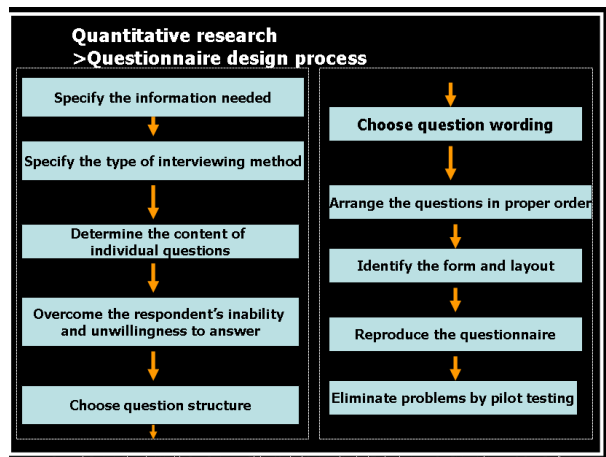 Quantitative research
>Questionnaire design process
Specify the information needed
Specify the type of interviewing method
Determine the content of
individual questions
Overcome the respondent's inability
and unwillingness to answer
Choose question structure
Choose question wording
Arrange the questions in proper order
Identify the form and layout
Reproduce the questionnaire
Eliminate problems by pilot testing